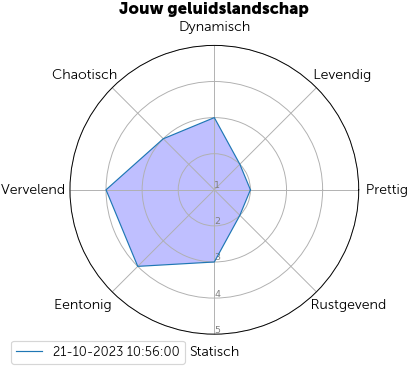 Jouw geluidslandschap
Dynamisch
Chaotisch
Levendig
Vervelend
1
Prettig
2
3
4
Eentonig
Rustgevend
5
21-10-2023 10:56:00
Statisch